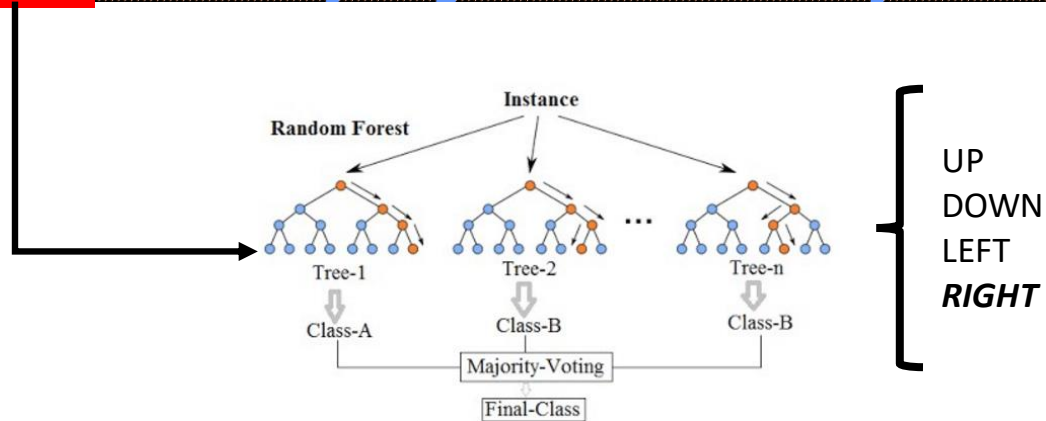 Instance
Random Forest
...
Tree-1
Tree-2
Tree-n
Class-A
Class-B
Class-B
Majority-Voting
Final-Class
UP
DOWN
LEFT
RIGHT